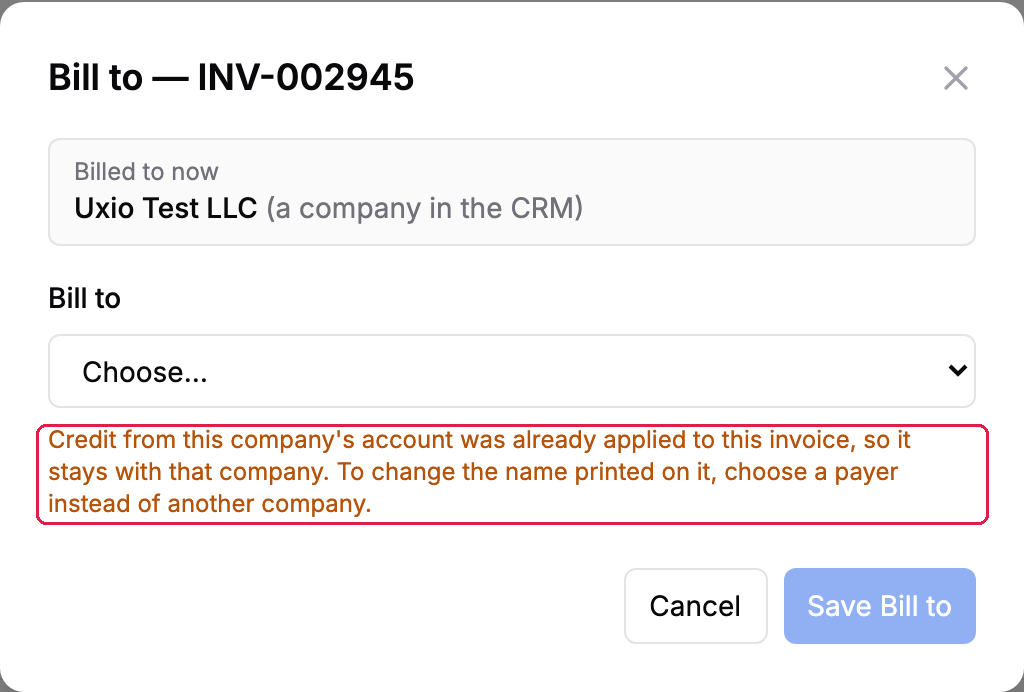 Bill to — INV-002945
Billed to now
Uxio Test LLC (a company in the CRM)
Bill to
Choose...
Credit from this company's account was already applied to this invoice, so it
stays with that company. To change the name printed on it, choose a payer
instead of another company.
Cancel
Save Bill to